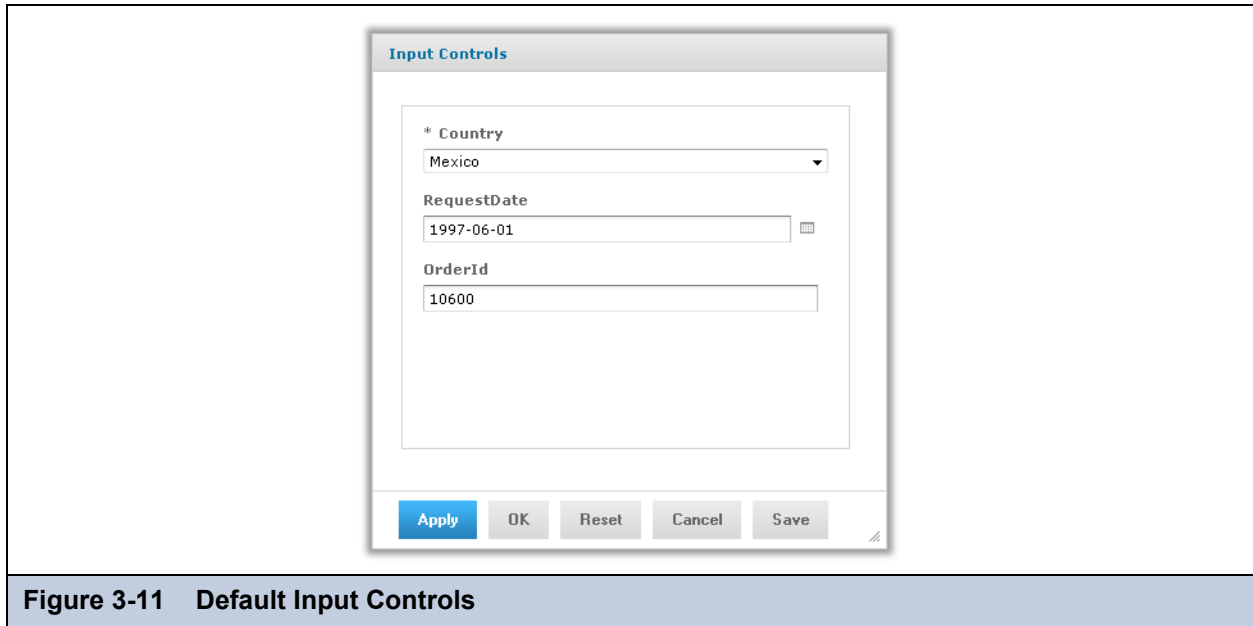 Input Controls
* Country
Mexico
RequestDate
1997-06-01
OrderId
10600
Apply OK Reset Cancel Save
Figure 3-11 Default Input Controls